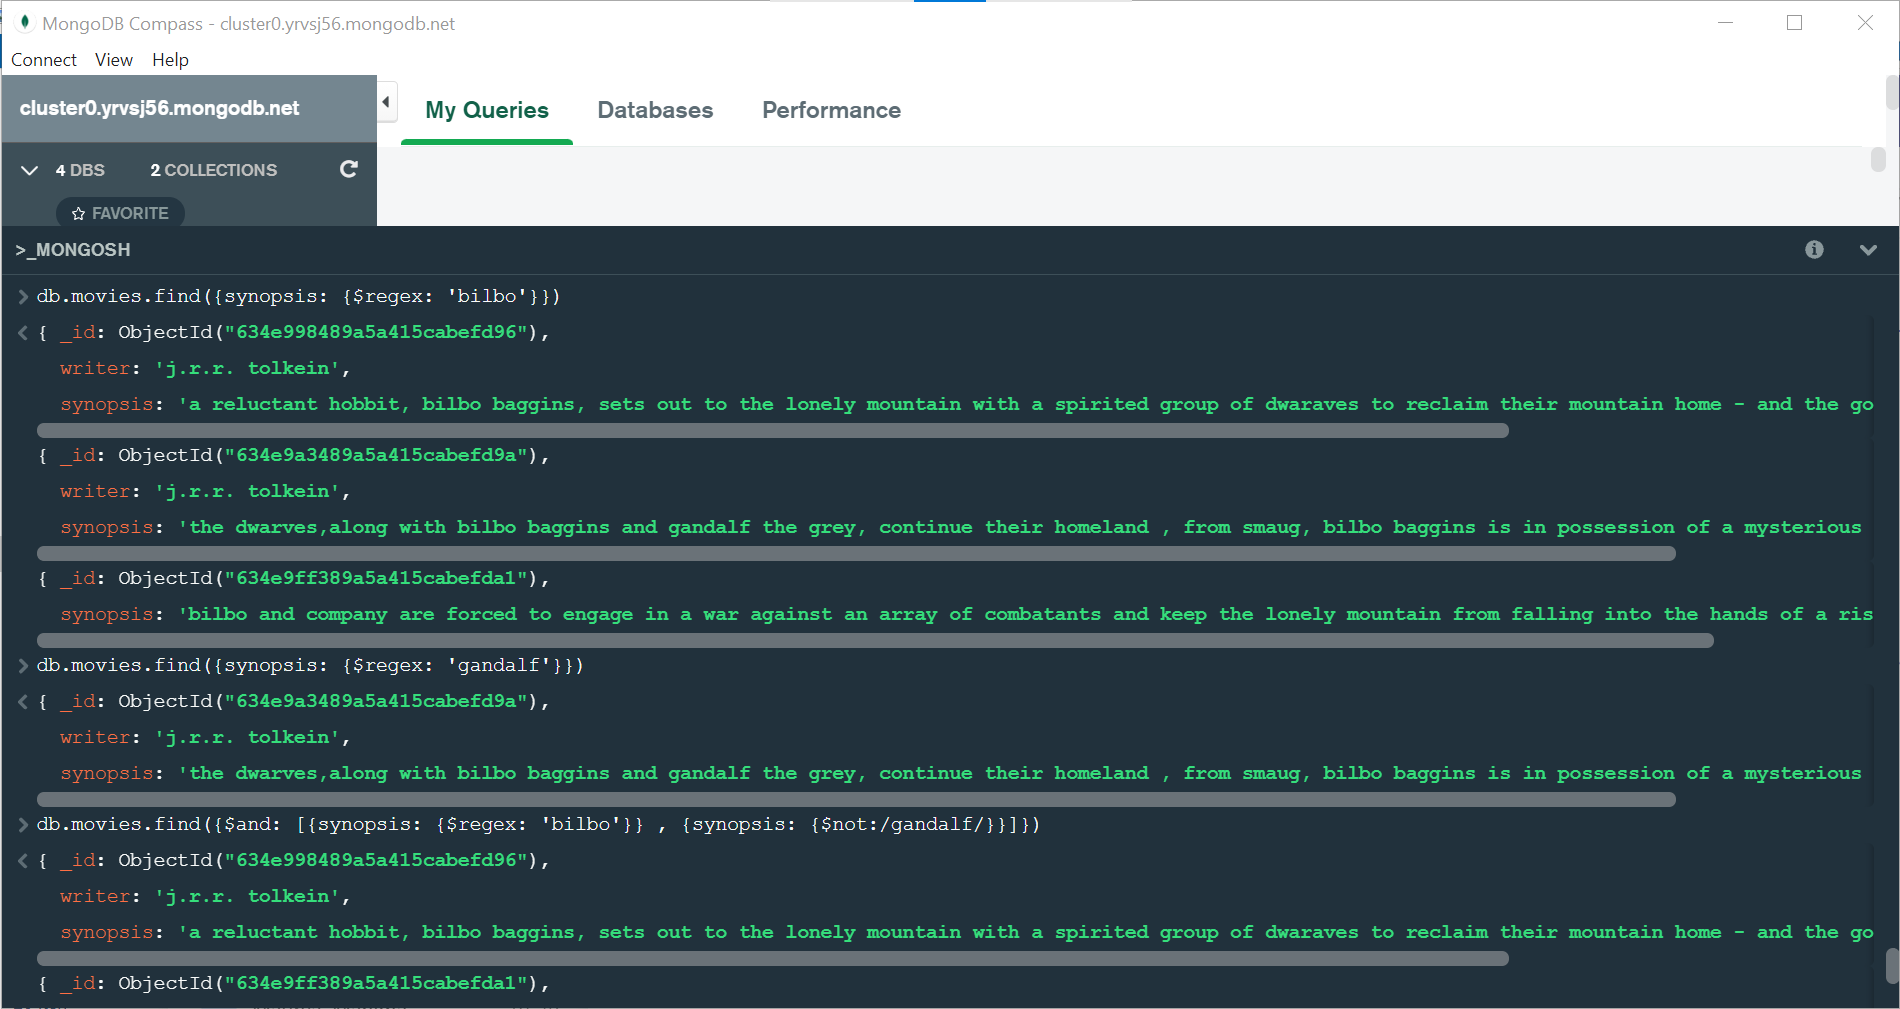 MongoDB Compass - cluster0.yrvsj56.mongodb.net
Connect View Help
cluster0.yrvsj56.mongodb.net
My Queries Databases Performance
4 DBS 2 COLLECTIONS
FAVORITE
>_MONGOSH
db.movies.find({synopsis: {$regex: 'bilbo'}})
{ _id: ObjectId("634e998489a5a415cabefd96"),
writer: 'j.r.r. tolkein',
synopsis: 'a reluctant hobbit, bilbo baggins, sets out to the lonely mountain with a spirited group of dwaraves to reclaim their mountain home - and the go
{ _id: ObjectId("634e9a3489a5a415cabefd9a"),
writer: 'j.r.r. tolkein',
synopsis: 'the dwarves,along with bilbo baggins and gandalf the grey, continue their homeland , from smaug, bilbo baggins is in possession of a mysterious
{ _id: ObjectId("634e9ff389a5a415cabefda1"),
synopsis: 'bilbo and company are forced to engage in a war against an array of combatants and keep the lonely mountain from falling into the hands of a ris
db.movies.find({synopsis: {$regex: 'gandalf'}})
{ _id: ObjectId("634e9a3489a5a415cabefd9a"),
writer: 'j.r.r. tolkein',
synopsis: 'the dwarves,along with bilbo baggins and gandalf the grey, continue their homeland , from smaug, bilbo baggins is in possession of a mysterious
db.movies.find({$and: [{synopsis: {$regex: 'bilbo'}} , {synopsis: {$not:/gandalf/}}]})
{ _id: ObjectId("634e998489a5a415cabefd96"),
writer: 'j.r.r. tolkein',
synopsis: 'a reluctant hobbit, bilbo baggins, sets out to the lonely mountain with a spirited group of dwaraves to reclaim their mountain home - and the go
{ _id: ObjectId("634e9ff389a5a415cabefda1"),